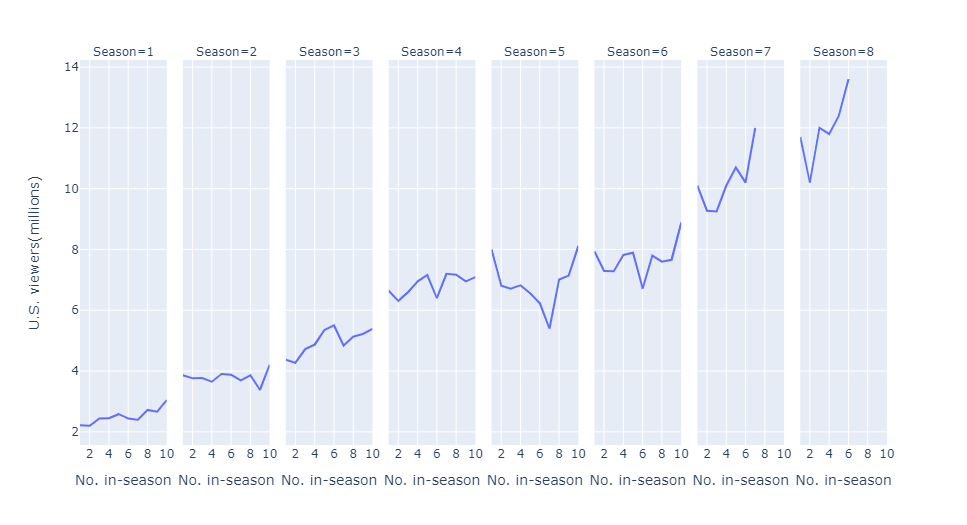 Season=1 Season=2 Season=3 Season=4 Season=5 Season=6 Season=7 Season=8
14
12
10
8
6
4
2
U.S. viewers(millions)
2 4 6 8 10 2 4 6 8 10 2 4 6 8 10 2 4 6 8 10 2 4 6 8 10 2 4 6 8 10 2 4 6 8 10 2 4 6 8 10
No. in-season No. in-season No. in-season No. in-season No. in-season No. in-season No. in-season No. in-season